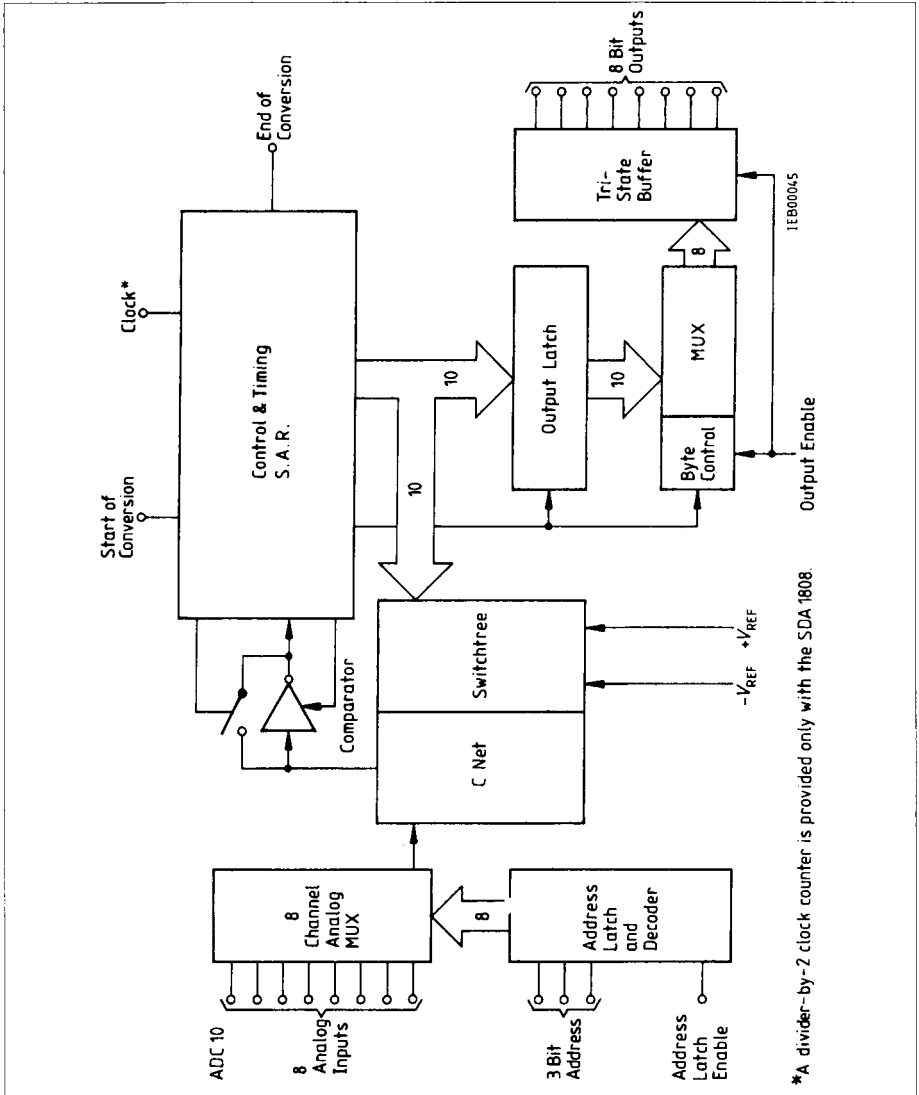 ADC 10
8
Analog
Inputs
8
Channel
Analog
MUX
8
3 Bit
Address
Address
Latch
Enable
Address
Latch
and
Decoder
Comparator
C Net
Switchtree
-VREF
+VREF
Start of
Conversion
Clock*
Control & Timing
S. A. R.
End of
Conversion
10
10
Output Latch
10
Byte
Control
MUX
8
Output Enable
Tri-
State
Buffer
8 Bit
Outputs
IEB00045
*A divider-by-2 clock counter is provided only with the SDA 1808.